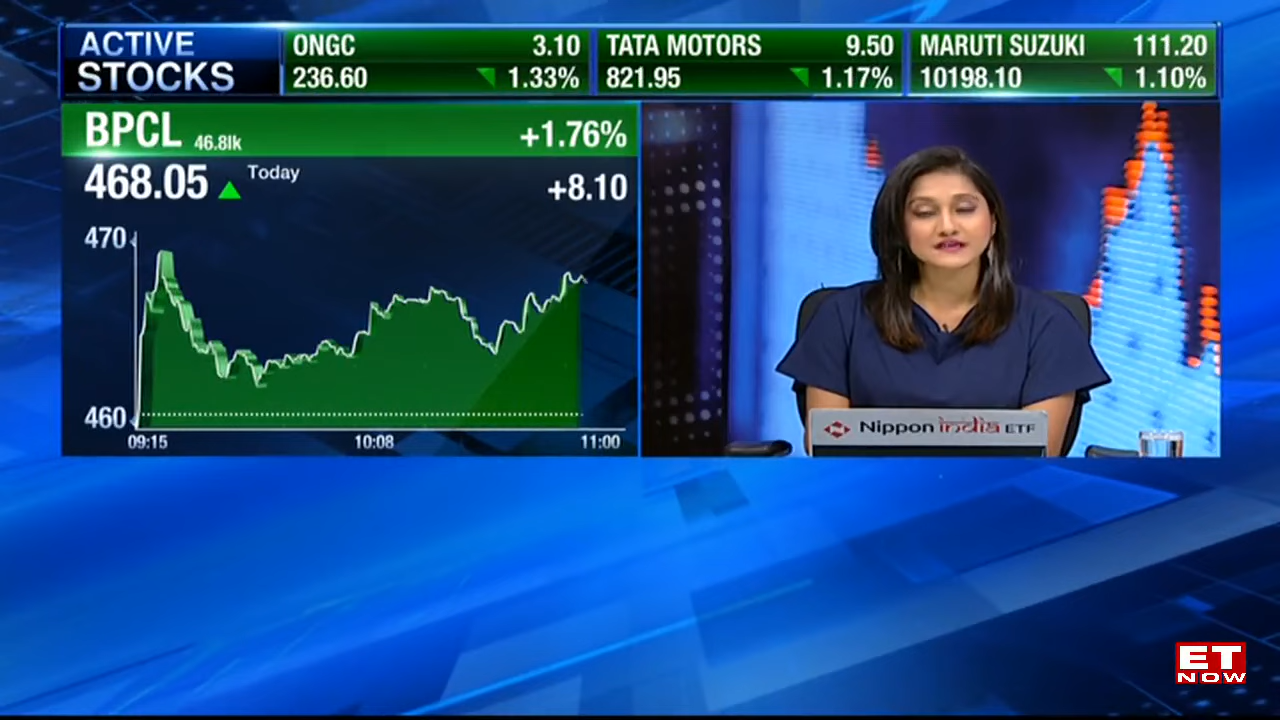 ACTIVE
STOCKS
ONGC 3.10
236.60 1.33%
TATA MOTORS 9.50
821.95 1.17%
MARUTI SUZUKI 111.20
10198.10 1.10%
BPCL 46.8lk +1.76%
468.05 Today +8.10
470
460
09:15 10:08 11:00
Nippon india ETF
ET
NOW